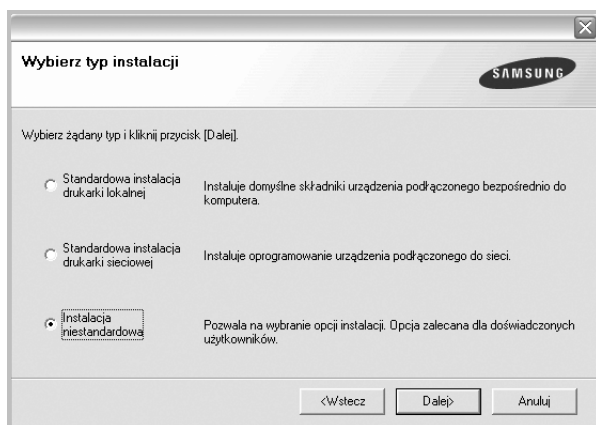 Wybierz typ instalacji
SAMSUNG
Wybierz żądany typ i kliknij przycisk [Dalej].
Standardowa instalacja
drukarki lokalnej
Instaluje domyślne składniki urządzenia podłączonego bezpośrednio do
komputera.
Standardowa instalacja
drukarki sieciowej
Instaluje oprogramowanie urządzenia podłączonego do sieci.
Instalacja
niestandardowa
Pozwala na wybranie opcji instalacji. Opcja zalecana dla doświadczonych
użytkowników.
<Wstecz
Dalej>
Anuluj